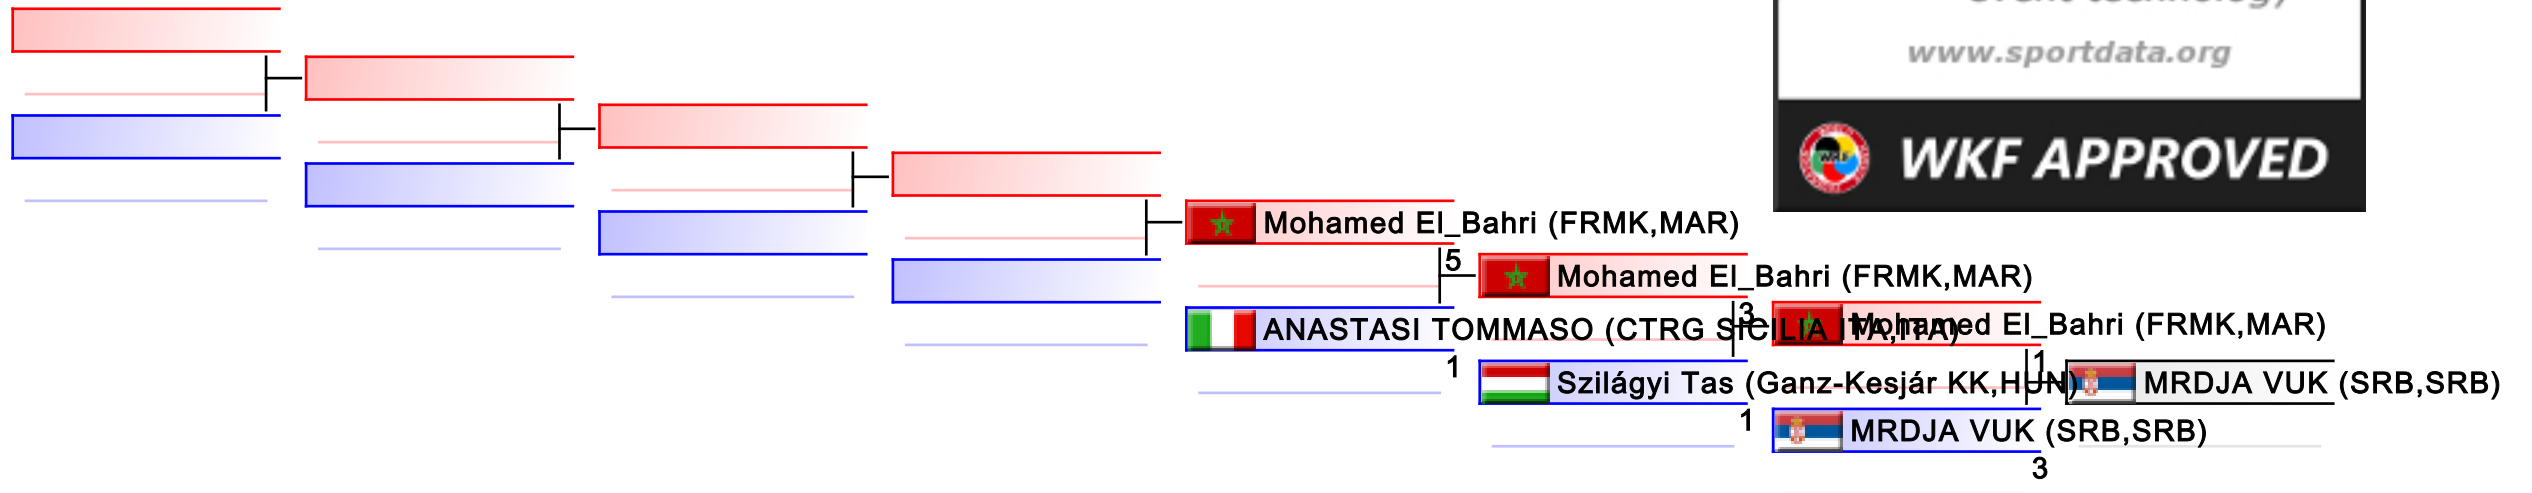 event technology
www.sportdata.org
WKF APPROVED
Mohamed El_Bahri (FRMK,MAR)
5
Mohamed El_Bahri (FRMK,MAR)
ANASTASI TOMMASO (CTRG SICILIA ITA,ITA)
3
Mohamed El_Bahri (FRMK,MAR)
1
Szilágyi Tas (Ganz-Kesjár KK,HUN)
1
MRDJA VUK (SRB,SRB)
1
MRDJA VUK (SRB,SRB)
3